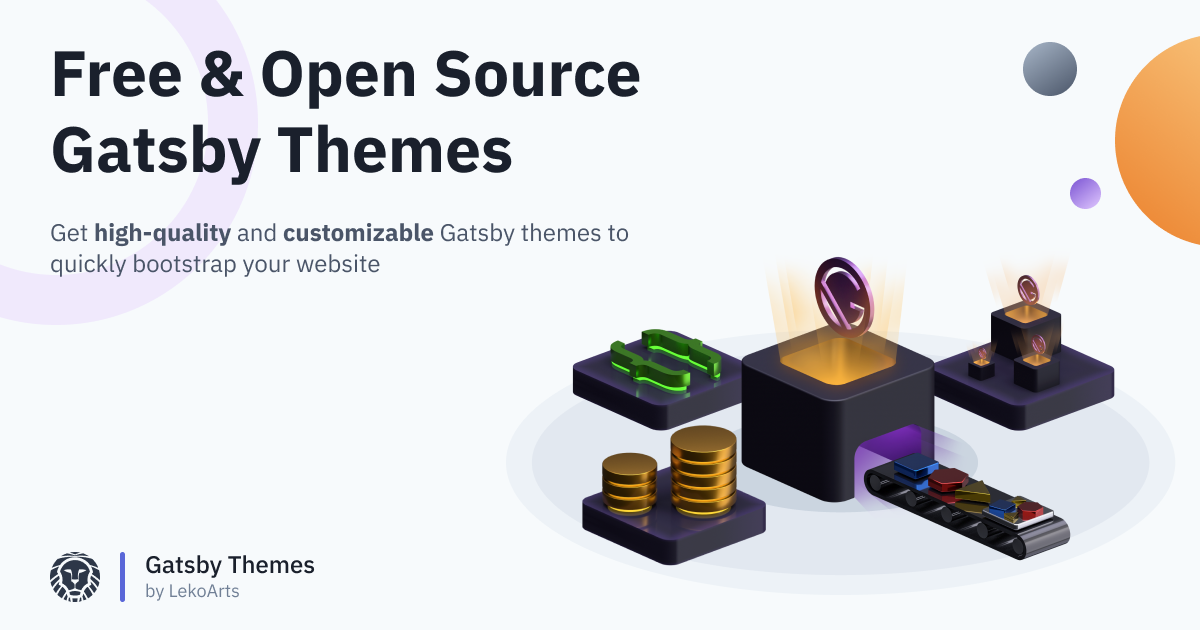 Free & Open Source
Gatsby Themes
Get high-quality and customizable Gatsby themes to
quickly bootstrap your website
Gatsby Themes
by LekoArts